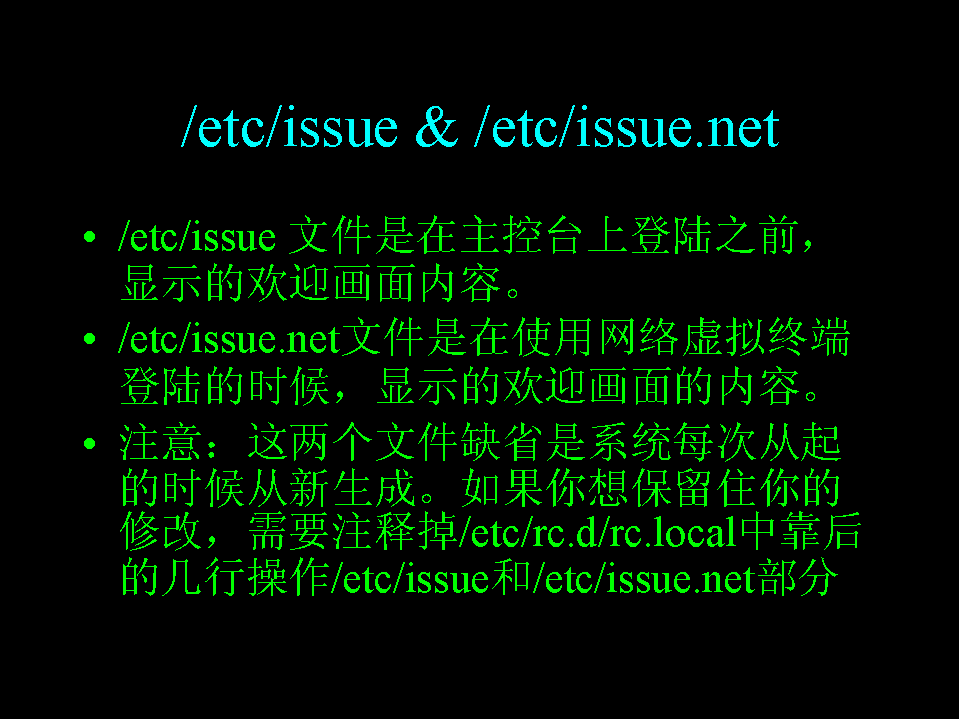 /etc/issue & /etc/issue.net
• /etc/issue 文件是在主控台上登陆之前，
显示的欢迎画面内容。
• /etc/issue.net文件是在使用网络虚拟终端
登陆的时候，显示的欢迎画面的内容。
• 注意：这两个文件缺省是系统每次从起
的时候从新生成。如果你想保留住你的
修改，需要注释掉/etc/rc.d/rc.local中靠后
的几行操作/etc/issue和/etc/issue.net部分